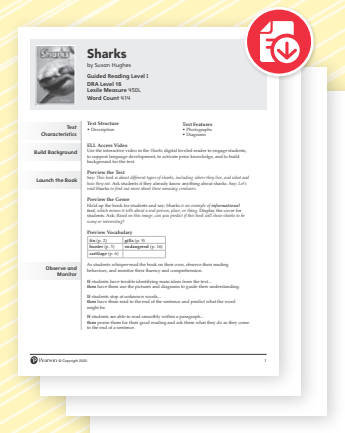 Sharks
Sharks
by Susan Hughes
Guided Reading Level I
DRA Level 16
Lexile Measure 450L
Word Count 414
Text
Characteristics
Text Structure
• Description
Text Features
• Photographs
• Diagrams
Build Background
ELL Access Video
Use the interactive video in the Sharks digital leveled reader to engage students,
to support language development, to activate prior knowledge, and to build
background for the text.
Launch the Book
Preview the Text
Say: This book is about different types of sharks, including where they live, and what and
how they eat. Ask students if they already know anything about sharks. Say: Let's
read Sharks to find out more about these amazing creatures.
Preview the Genre
Hold up the book for students and say: Sharks is an example of informational
text, which means it tells about a real person, place, or thing. Display the cover for
students. Ask: Based on this image, can you predict if this book will show sharks to be
scary or interesting?
Preview Vocabulary
fin (p. 2) gills (p. 9)
hunter (p. 9) endangered (p. 16)
cartilage (p. 6)
Observe and
Monitor
As students whisper-read the book on their own, observe their reading
behaviors, and monitor their fluency and comprehension.
If students have trouble identifying main ideas from the text...
then have them use the pictures and diagrams to guide their understanding.
If students stop at unknown words...
then have them read to the end of the sentence and predict what the word
might be.
If students are able to read smoothly within a paragraph...
then praise them for their good reading and ask them what they do as they come
to the end of a sentence.
Pearson © Copyright 2020
1